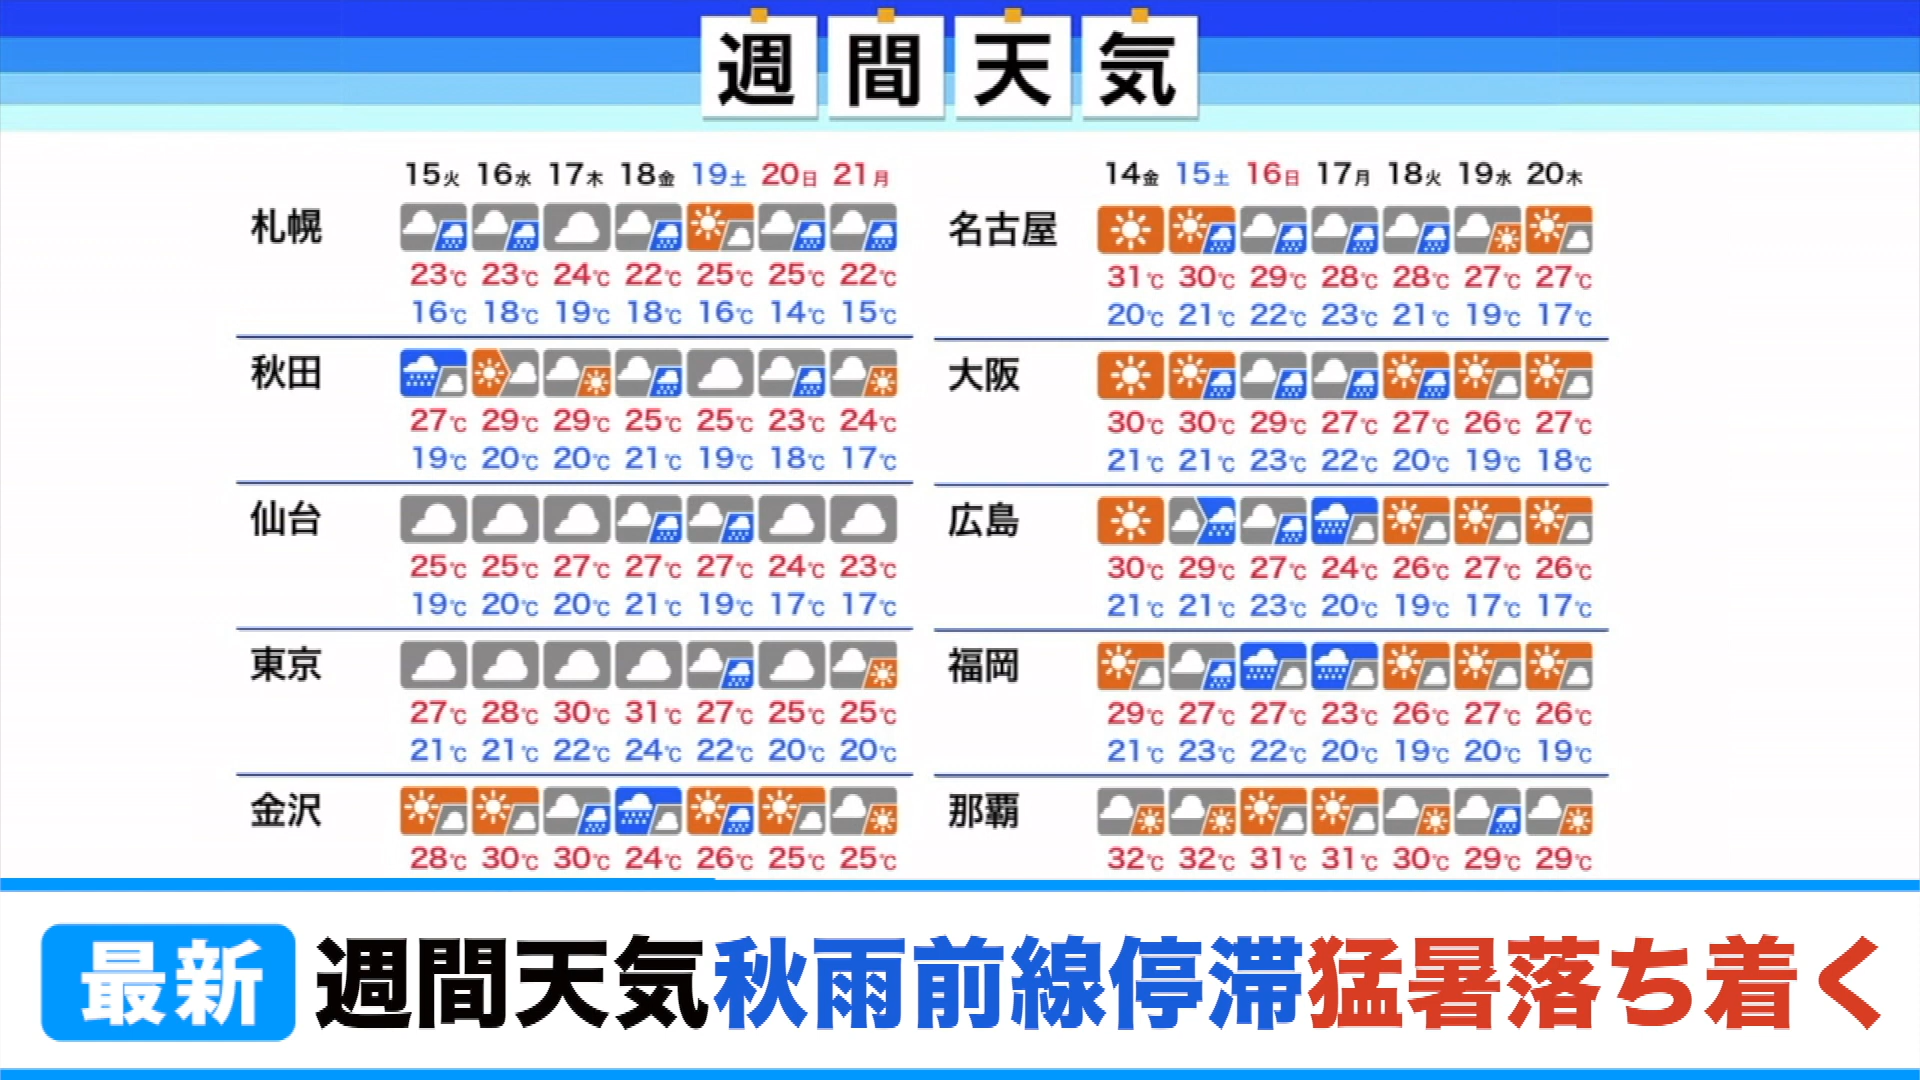 週間天気
15火 16水 17木 18金 19土 20日 21月
札幌
23℃ 23℃ 24℃ 22℃ 25℃ 25℃ 22℃
16℃ 18℃ 19℃ 18℃ 16℃ 14℃ 15℃
秋田
27℃ 29℃ 29℃ 25℃ 25℃ 23℃ 24℃
19℃ 20℃ 20℃ 21℃ 19℃ 18℃ 17℃
仙台
25℃ 25℃ 27℃ 27℃ 27℃ 24℃ 23℃
19℃ 20℃ 20℃ 21℃ 19℃ 17℃ 17℃
東京
27℃ 28℃ 30℃ 31℃ 27℃ 25℃ 25℃
21℃ 21℃ 22℃ 24℃ 22℃ 20℃ 20℃
金沢
28℃ 30℃ 30℃ 24℃ 26℃ 25℃ 25℃
14金 15土 16日 17月 18火 19水 20木
名古屋
31℃ 30℃ 29℃ 28℃ 28℃ 27℃ 27℃
20℃ 21℃ 22℃ 23℃ 21℃ 19℃ 17℃
大阪
30℃ 30℃ 29℃ 27℃ 27℃ 26℃ 27℃
21℃ 21℃ 23℃ 22℃ 20℃ 19℃ 18℃
広島
30℃ 29℃ 27℃ 24℃ 26℃ 27℃ 26℃
21℃ 21℃ 23℃ 20℃ 19℃ 17℃ 17℃
福岡
29℃ 27℃ 27℃ 23℃ 26℃ 27℃ 26℃
21℃ 23℃ 22℃ 20℃ 19℃ 20℃ 19℃
那覇
32℃ 32℃ 31℃ 31℃ 30℃ 29℃ 29℃
最新 週間天気秋雨前線停滞猛暑落ち着く